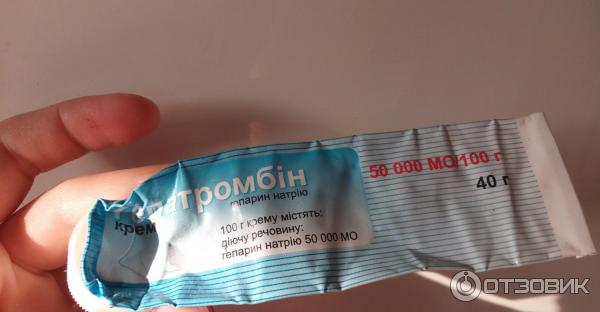 патромбін
гепарин натрію
крем
100 г крему містять:
діючу речовину:
гепарин натрію 50 000 МО
50 000 МО/100 г
40 г
ОТЗОВИК